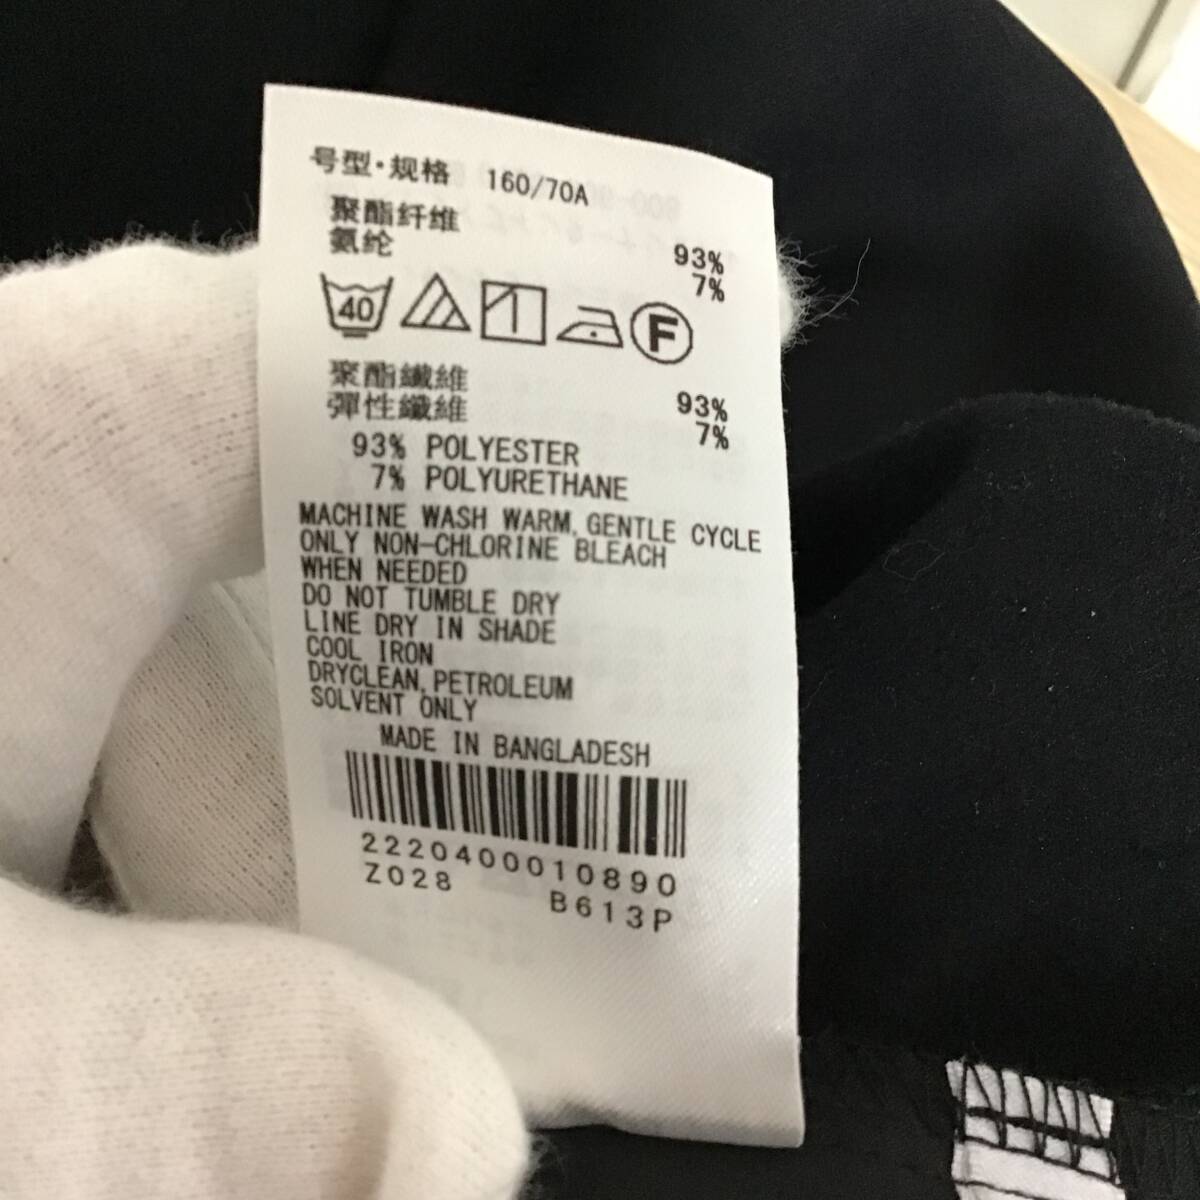 号型·规格 160/70A
聚酯纤维 93%
氨纶 7%
40 F
聚酯纖維 93%
彈性纖維 7%
93% POLYESTER
7% POLYURETHANE
MACHINE WASH WARM, GENTLE CYCLE
ONLY NON-CHLORINE BLEACH
WHEN NEEDED
DO NOT TUMBLE DRY
LINE DRY IN SHADE
COOL IRON
DRYCLEAN, PETROLEUM
SOLVENT ONLY
MADE IN BANGLADESH
2220400010890
Z028 B613P